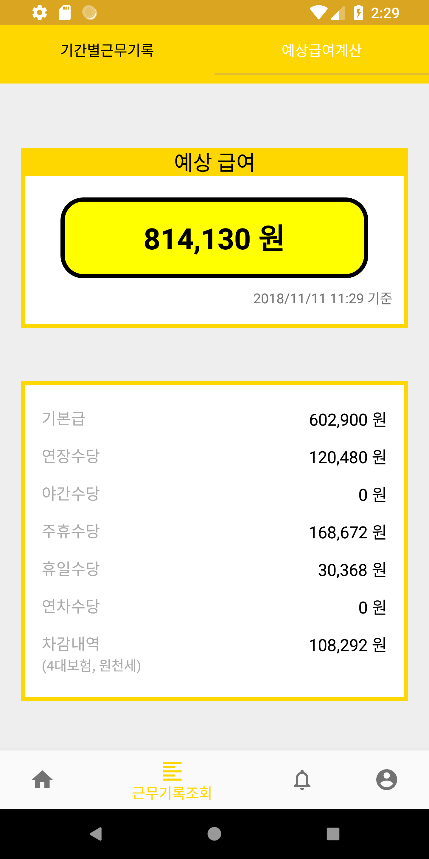 2:29
기간별근무기록
예상급여계산
예상 급여
814,130 원
2018/11/11 11:29 기준
기본급 602,900 원
연장수당 120,480 원
야간수당 0 원
주휴수당 168,672 원
휴일수당 30,368 원
연차수당 0 원
차감내역 108,292 원
(4대보험, 원천세)
근무기록조회